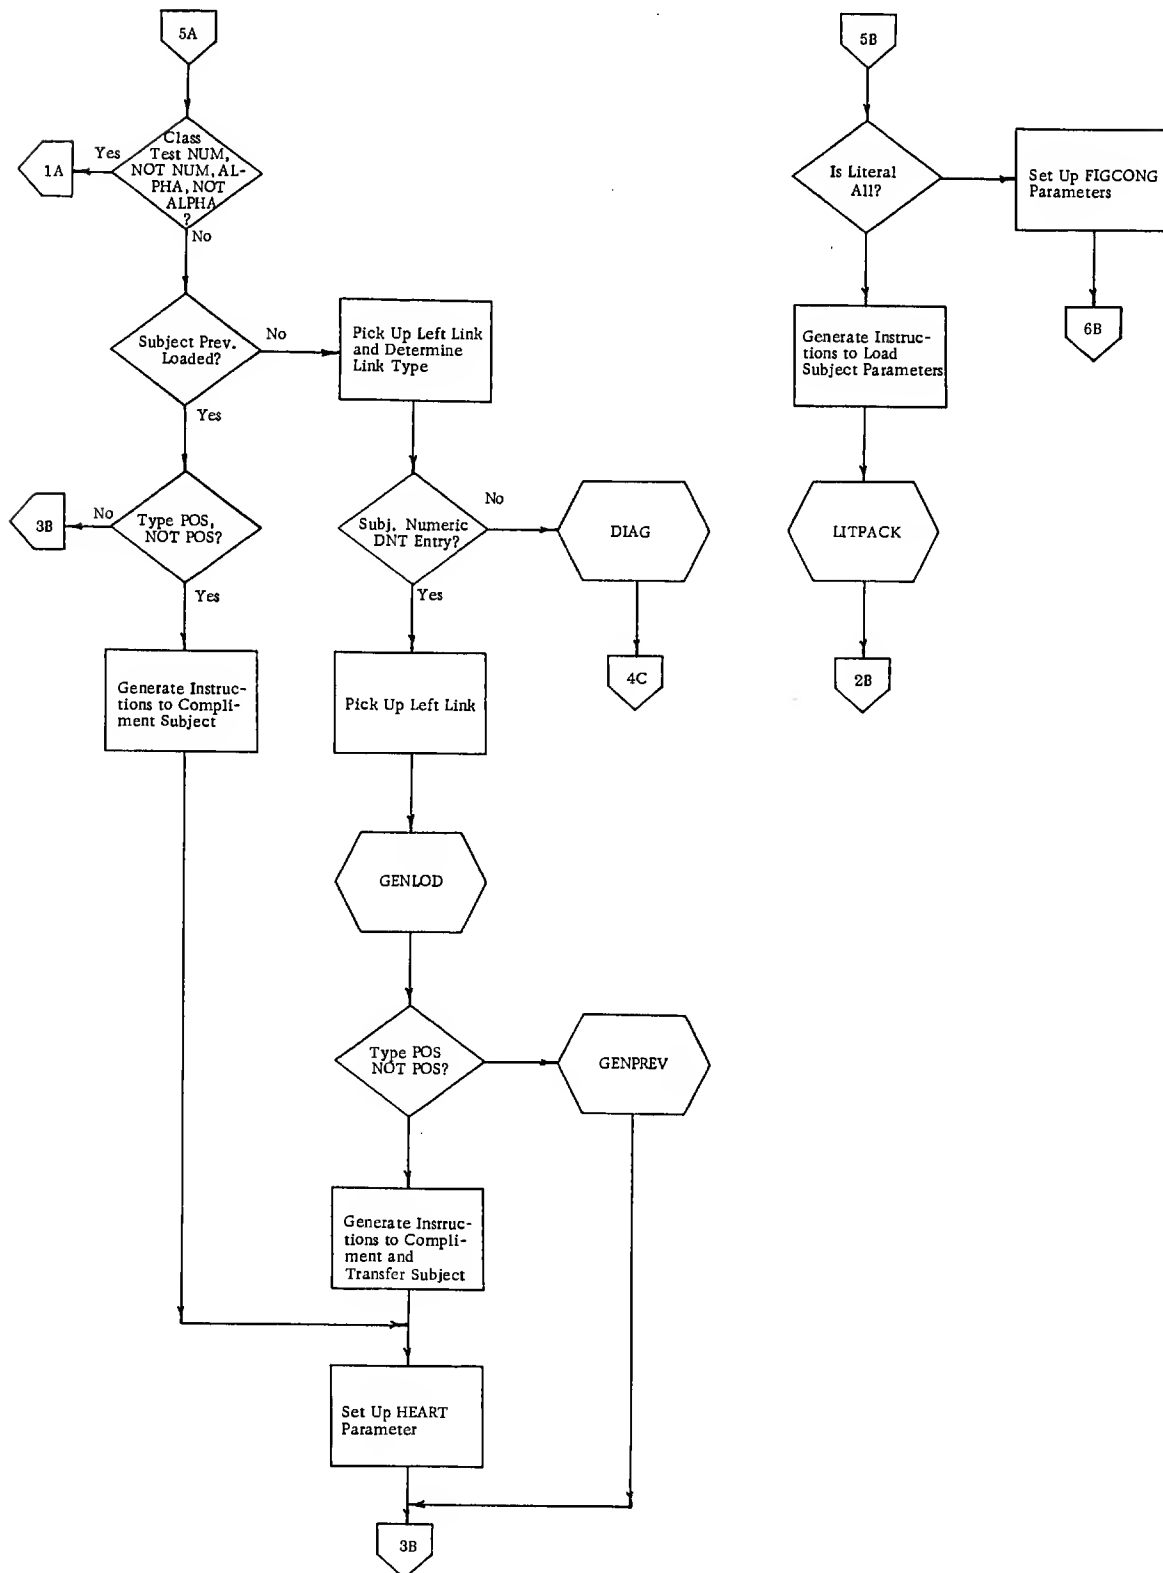 5A
Class
Test NUM,
NOT NUM, AL-
PHA, NOT
ALPHA
?
Yes
1A
No
Subject Prev.
Loaded?
No
Pick Up Left Link
and Determine
Link Type
Yes
Type POS,
NOT POS?
No
3B
Yes
Generate Instruc-
tions to Compli-
ment Subject
Subj. Numeric
DNT Entry?
No
DIAG
4C
Yes
Pick Up Left Link
GENLOD
Type POS
NOT POS?
GENPREV
Generate Instruc-
tions to Compli-
ment and
Transfer Subject
Set Up HEART
Parameter
3B
5B
Is Literal
All?
Set Up FIGCONG
Parameters
6B
Generate Instruc-
tions to Load
Subject Parameters
LITPACK
2B